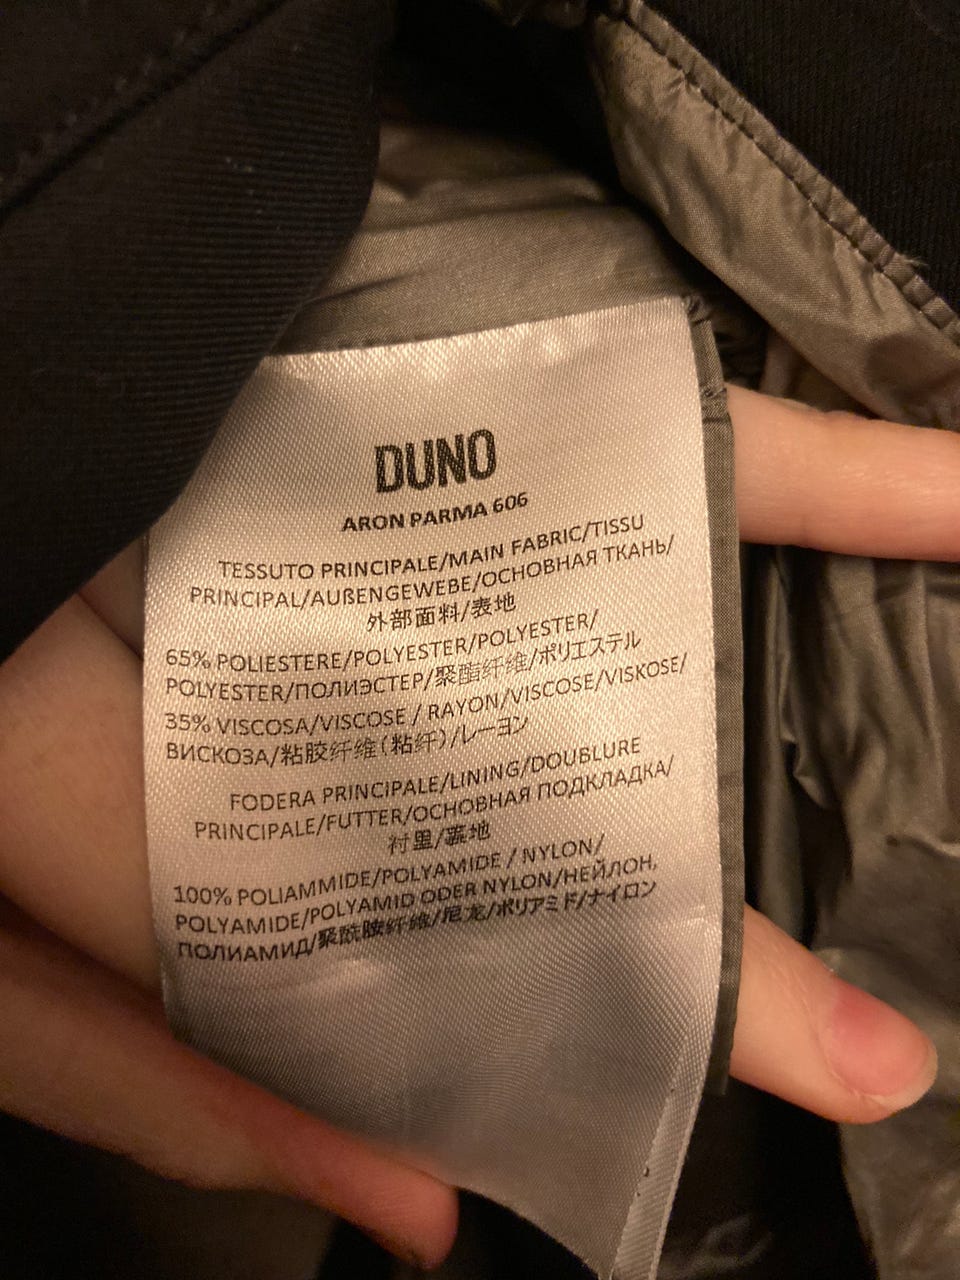 DUNO
ARON PARMA 606
TESSUTO PRINCIPALE/MAIN FABRIC/TISSU
PRINCIPAL/AUßENGEWEBE/ОСНОВНАЯ ТКАНЬ/
外部面料/表地
65% POLIESTERE/POLYESTER/POLYESTER/
POLYESTER/ПОЛИЭСТЕР/聚酯纤维/ポリエステル
35% VISCOSA/VISCOSE / RAYON/VISCOSE/VISKOSE/
ВИСКОЗА/粘胶纤维(粘纤)/レーヨン
FODERA PRINCIPALE/LINING/DOUBLURE
PRINCIPALE/FUTTER/ОСНОВНАЯ ПОДКЛАДКА/
衬里/裏地
100% POLIAMMIDE/POLYAMIDE / NYLON/
POLYAMIDE/POLYAMID ODER NYLON/НЕЙЛОН,
ПОЛИАМИД/聚酰胺纤维/尼龙/ポリアミド/ナイロン